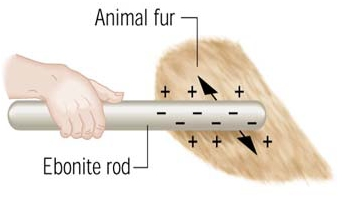 Animal fur
+ + +
− − − −
− − − −
+ + +
Ebonite rod